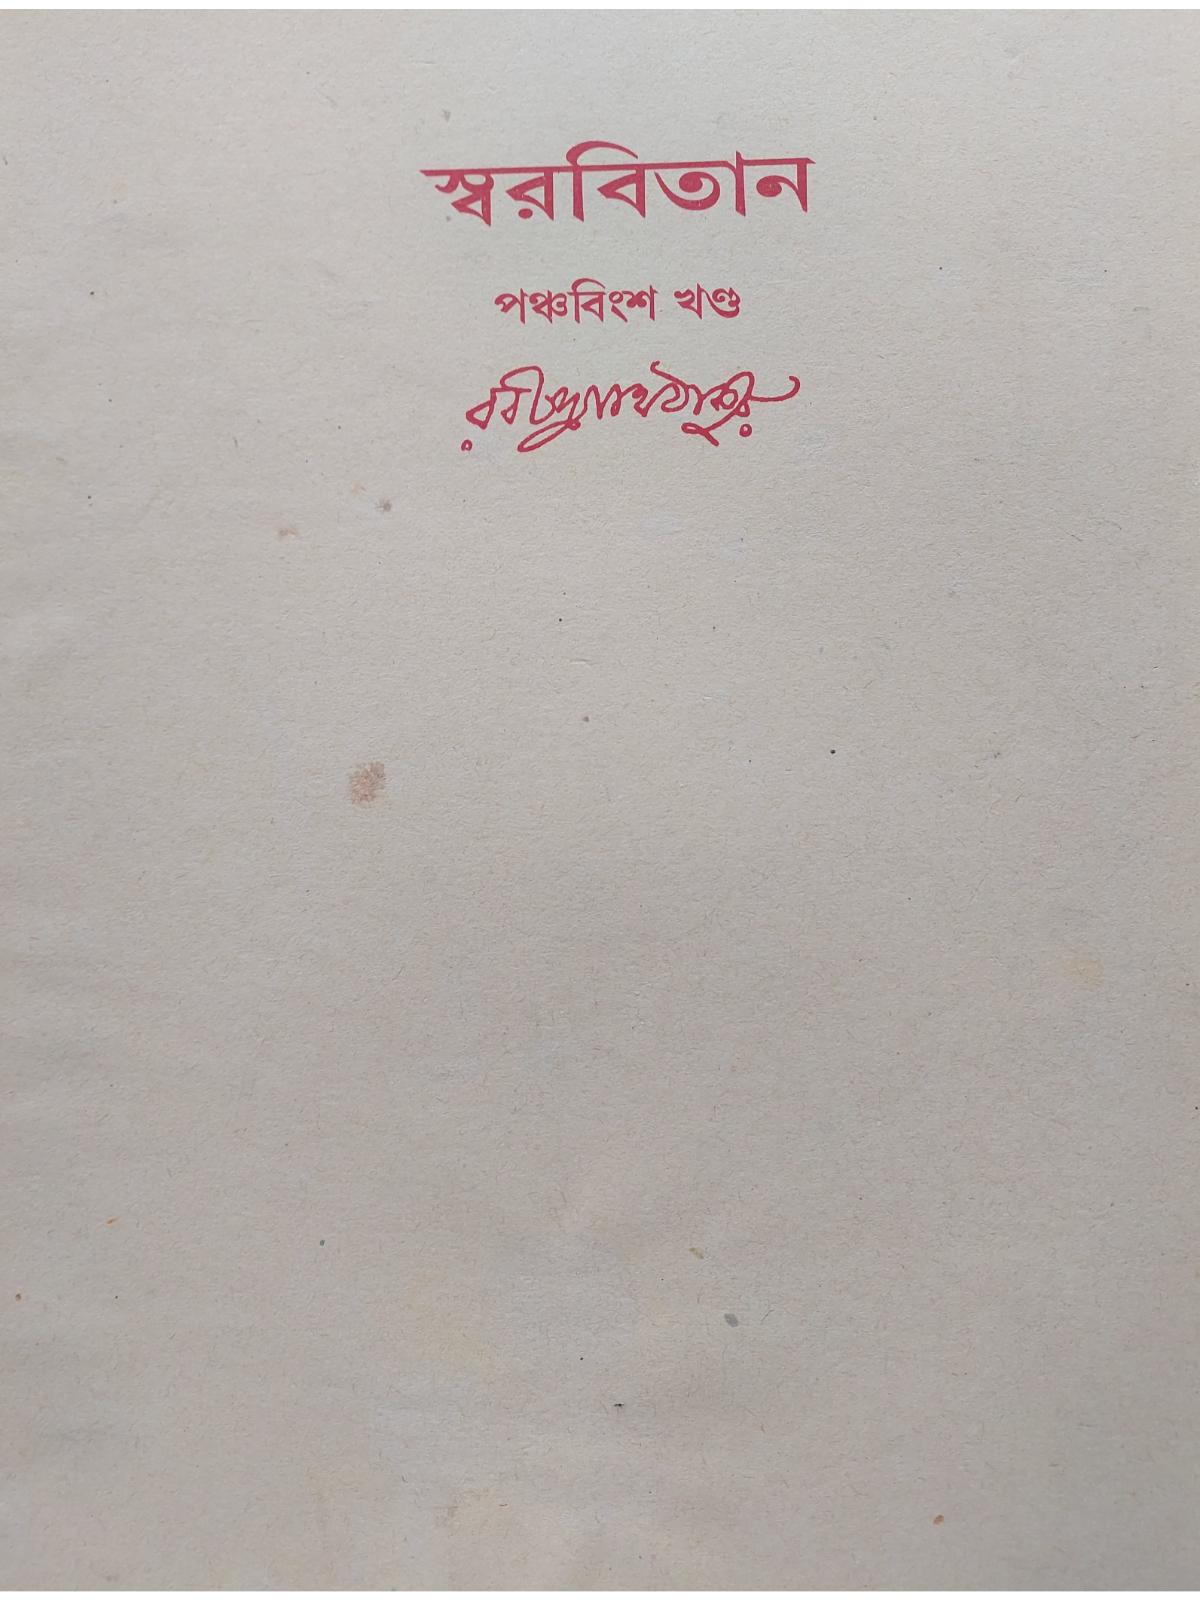 স্বরবিতান
পঞ্চবিংশ খণ্ড
রবীন্দ্রনাথ ঠাকুর